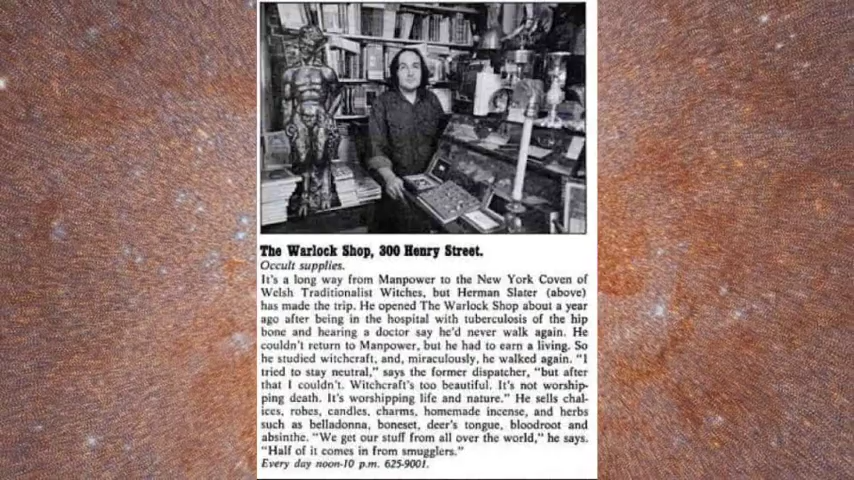 The Warlock Shop, 300 Henry Street.
Occult supplies.
It's a long way from Manpower to the New York Coven of
Welsh Traditionalist Witches, but Herman Slater (above)
has made the trip. He opened The Warlock Shop about a year
ago after being in the hospital with tuberculosis of the hip
bone and hearing a doctor say he'd never walk again. He
couldn't return to Manpower, but he had to earn a living. So
he studied witchcraft, and, miraculously, he walked again. "I
tried to stay neutral," says the former dispatcher, "but after
that I couldn't. Witchcraft's too beautiful. It's not worship-
ping death. It's worshipping life and nature." He sells chal-
ices, robes, candles, charms, homemade incense, and herbs
such as belladonna, boneset, deer's tongue, bloodroot and
absinthe. "We get our stuff from all over the world," he says.
"Half of it comes in from smugglers."
Every day noon-10 p.m. 625-9001.